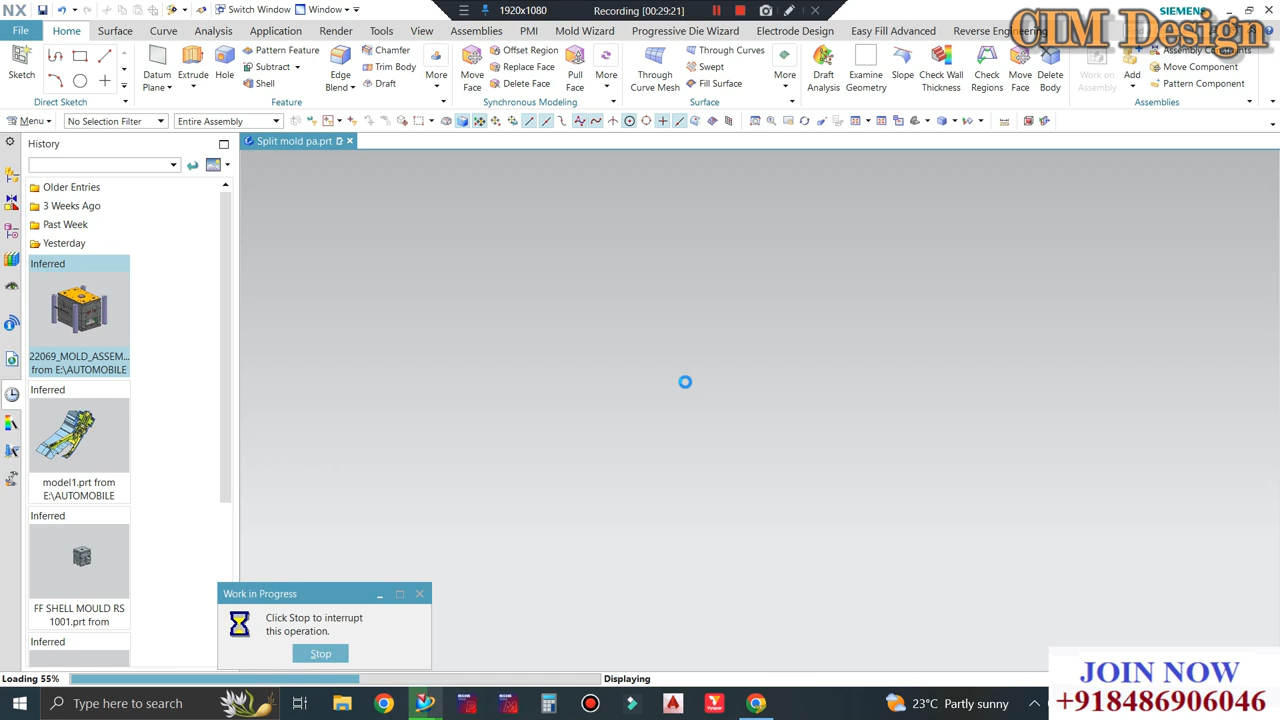 NX
Switch Window
Window
1920x1080
Recording [00:29:21]
SIEMENS
CTM Design
File
Home
Surface
Curve
Analysis
Application
Render
Tools
View
Assemblies
PMI
Mold Wizard
Progressive Die Wizard
Electrode Design
Easy Fill Advanced
Reverse Engineering
Sketch
Direct Sketch
Datum
Plane
Extrude
Hole
Pattern Feature
Subtract
Shell
Edge
Blend
Chamfer
Trim Body
Draft
More
Feature
Move
Face
Offset Region
Replace Face
Delete Face
Pull
Face
More
Synchronous Modeling
Through
Curve Mesh
Through Curves
Swept
Fill Surface
More
Surface
Draft
Analysis
Examine
Geometry
Slope
Check Wall
Thickness
Check
Regions
Move
Face
Delete
Body
Work on
Assembly
Add
Assembly Constraints
Move Component
Pattern Component
Assemblies
Menu
No Selection Filter
Entire Assembly
History
Split mold pa.prt
Older Entries
3 Weeks Ago
Past Week
Yesterday
Inferred
22069_MOLD_ASSEM...
from E:\AUTOMOBILE
Inferred
model1.prt from
E:\AUTOMOBILE
Inferred
FF SHELL MOULD RS
1001.prt from
Inferred
Work in Progress
Click Stop to interrupt
this operation.
Stop
Loading 55%
Displaying
JOIN NOW
+918486906046
Type here to search
23°C Partly sunny